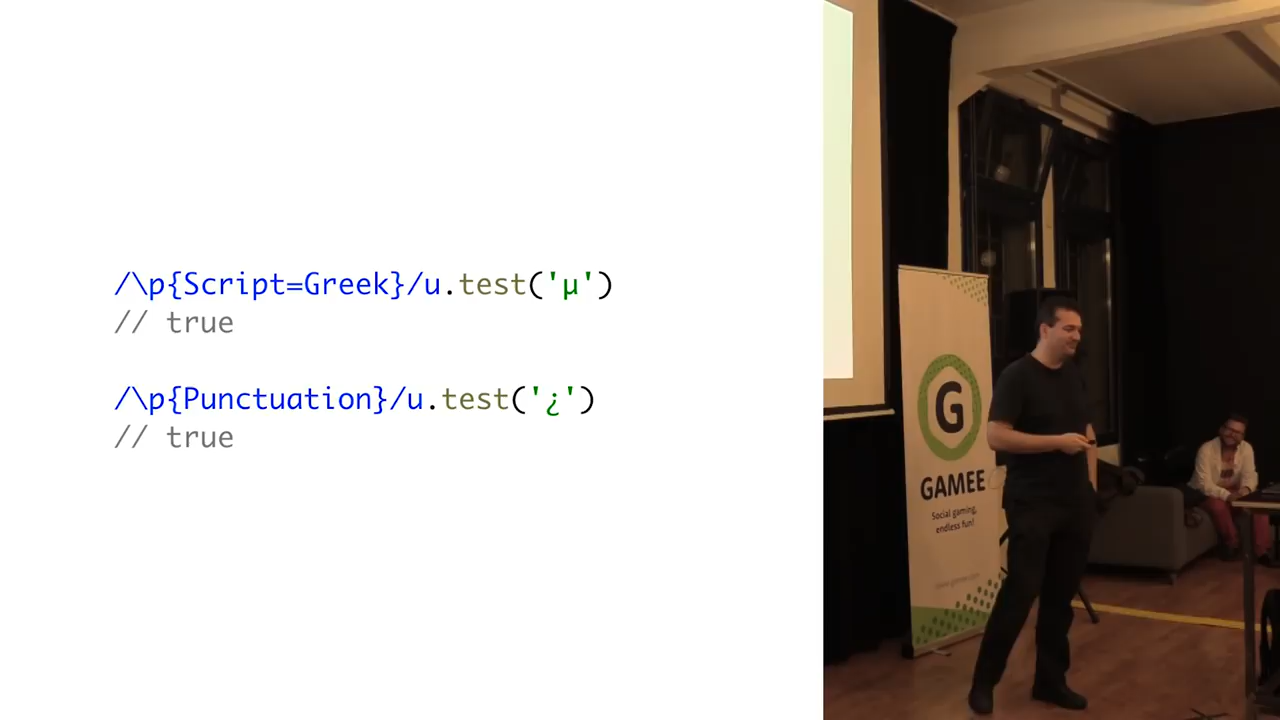 /\p{Script=Greek}/u.test('μ')
// true
/\p{Punctuation}/u.test('¿')
// true
G
GAMEE
Social gaming,
endless fun!